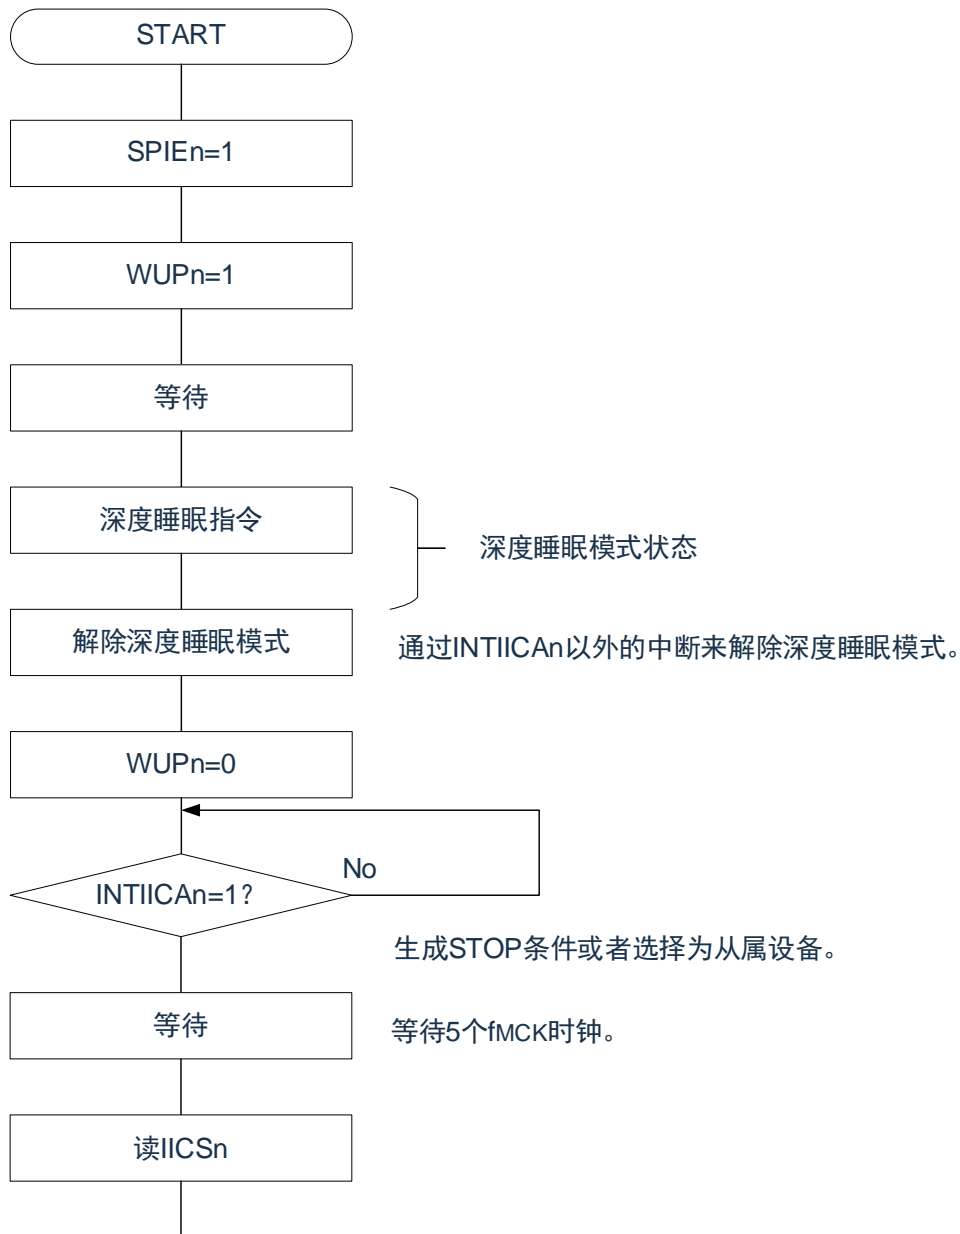 START
SPIEn=1
WUPn=1
等待
深度睡眠指令
深度睡眠模式状态
解除深度睡眠模式
通过INTIICAn以外的中断来解除深度睡眠模式。
WUPn=0
No
INTIICAn=1?
生成STOP条件或者选择为从属设备。
等待
等待5个fMCK时钟。
读IICSn